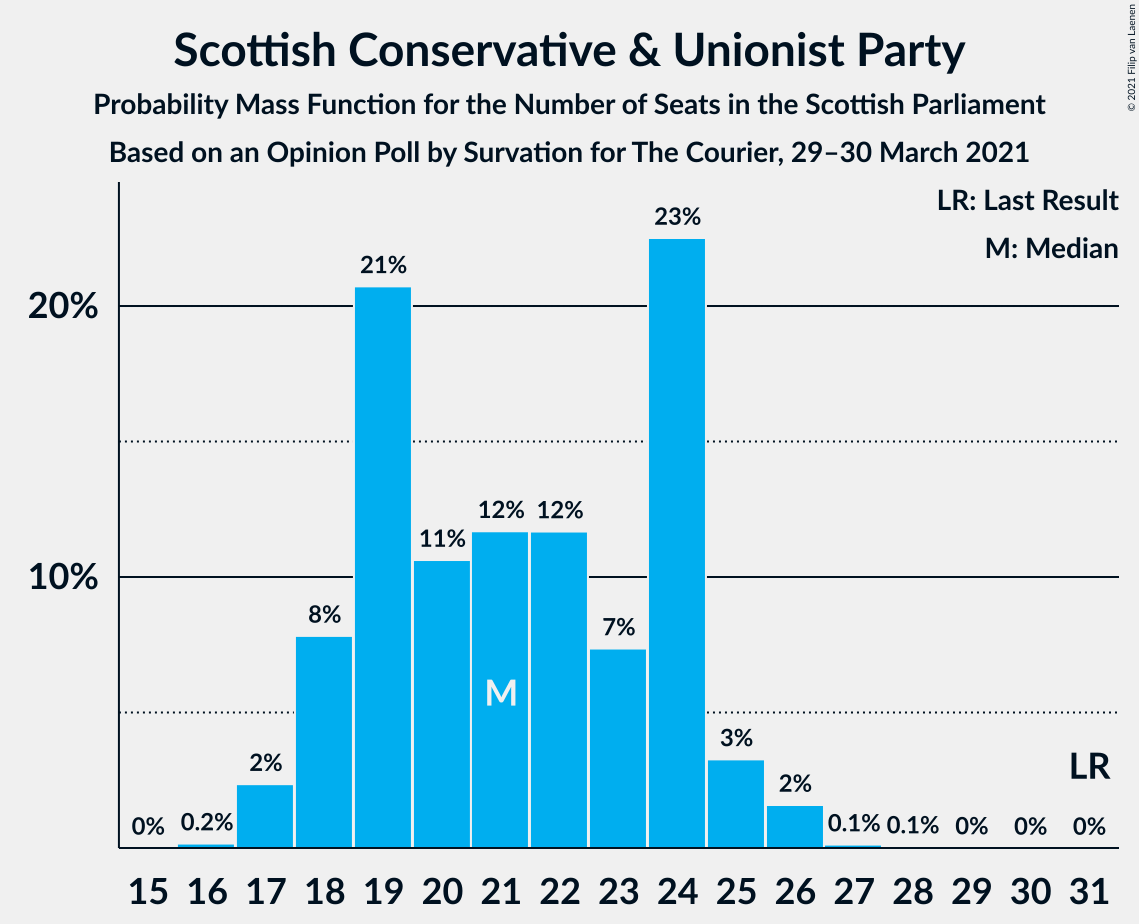 Scottish Conservative & Unionist Party
Probability Mass Function for the Number of Seats in the Scottish Parliament
Based on an Opinion Poll by Survation for The Courier, 29–30 March 2021
© 2021 Filip van Laenen
LR: Last Result
M: Median
20%
10%
0%
0.2%
2%
8%
21%
11%
12%
12%
7%
23%
3%
2%
0.1%
0.1%
0%
0%
0%
M
LR
15 16 17 18 19 20 21 22 23 24 25 26 27 28 29 30 31